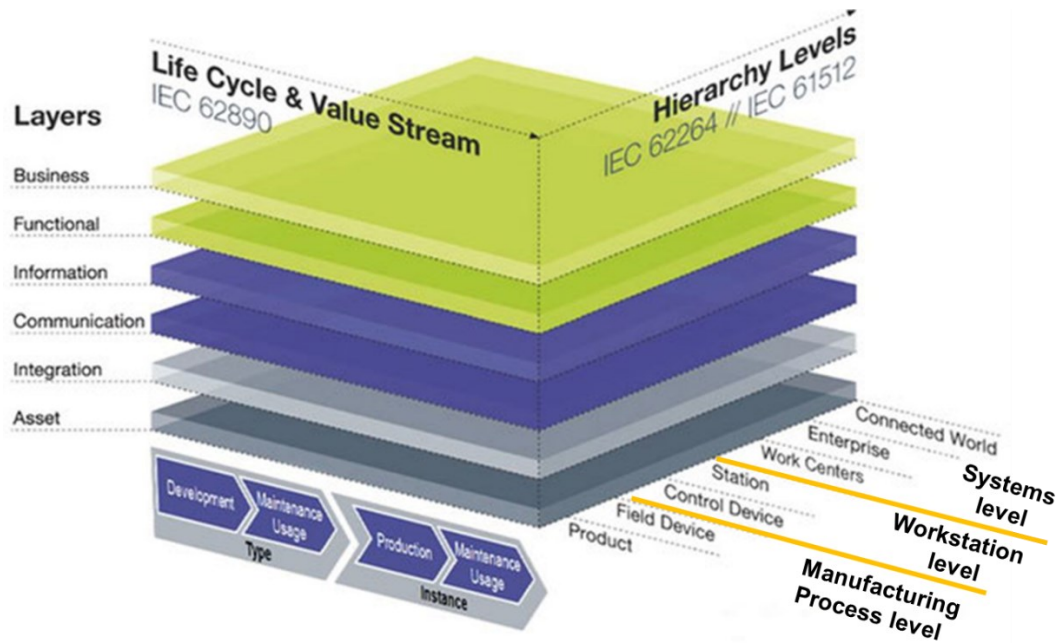 Life Cycle & Value Stream
IEC 62890
Hierarchy Levels
IEC 62264 // IEC 61512
Layers
Business
Functional
Information
Communication
Integration
Asset
Connected World
Enterprise
Work Centers
Station
Control Device
Field Device
Product
Systems
level
Workstation
level
Manufacturing
Process level
Development
Maintenance
Usage
Type
Production
Maintenance
Usage
Instance